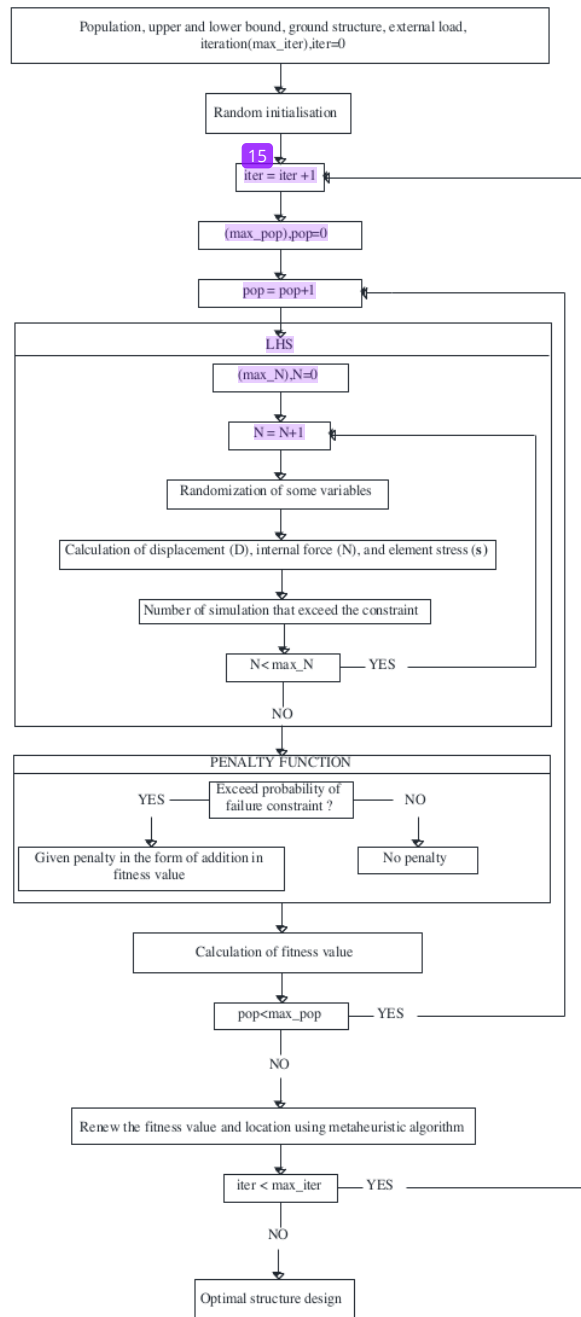 Population, upper and lower bound, ground structure, external load,
iteration(max_iter),iter=0
Random initialisation
15
iter = iter +1
(max_pop),pop=0
pop = pop+1
LHS
(max_N),N=0
N = N+1
Randomization of some variables
Calculation of displacement (D), internal force (N), and element stress (s)
Number of simulation that exceed the constraint
N< max_N
YES
NO
PENALTY FUNCTION
YES
Exceed probability of
failure constraint ?
NO
Given penalty in the form of addition in
fitness value
No penalty
Calculation of fitness value
pop<max_pop
YES
NO
Renew the fitness value and location using metaheuristic algorithm
iter < max_iter
YES
NO
Optimal structure design